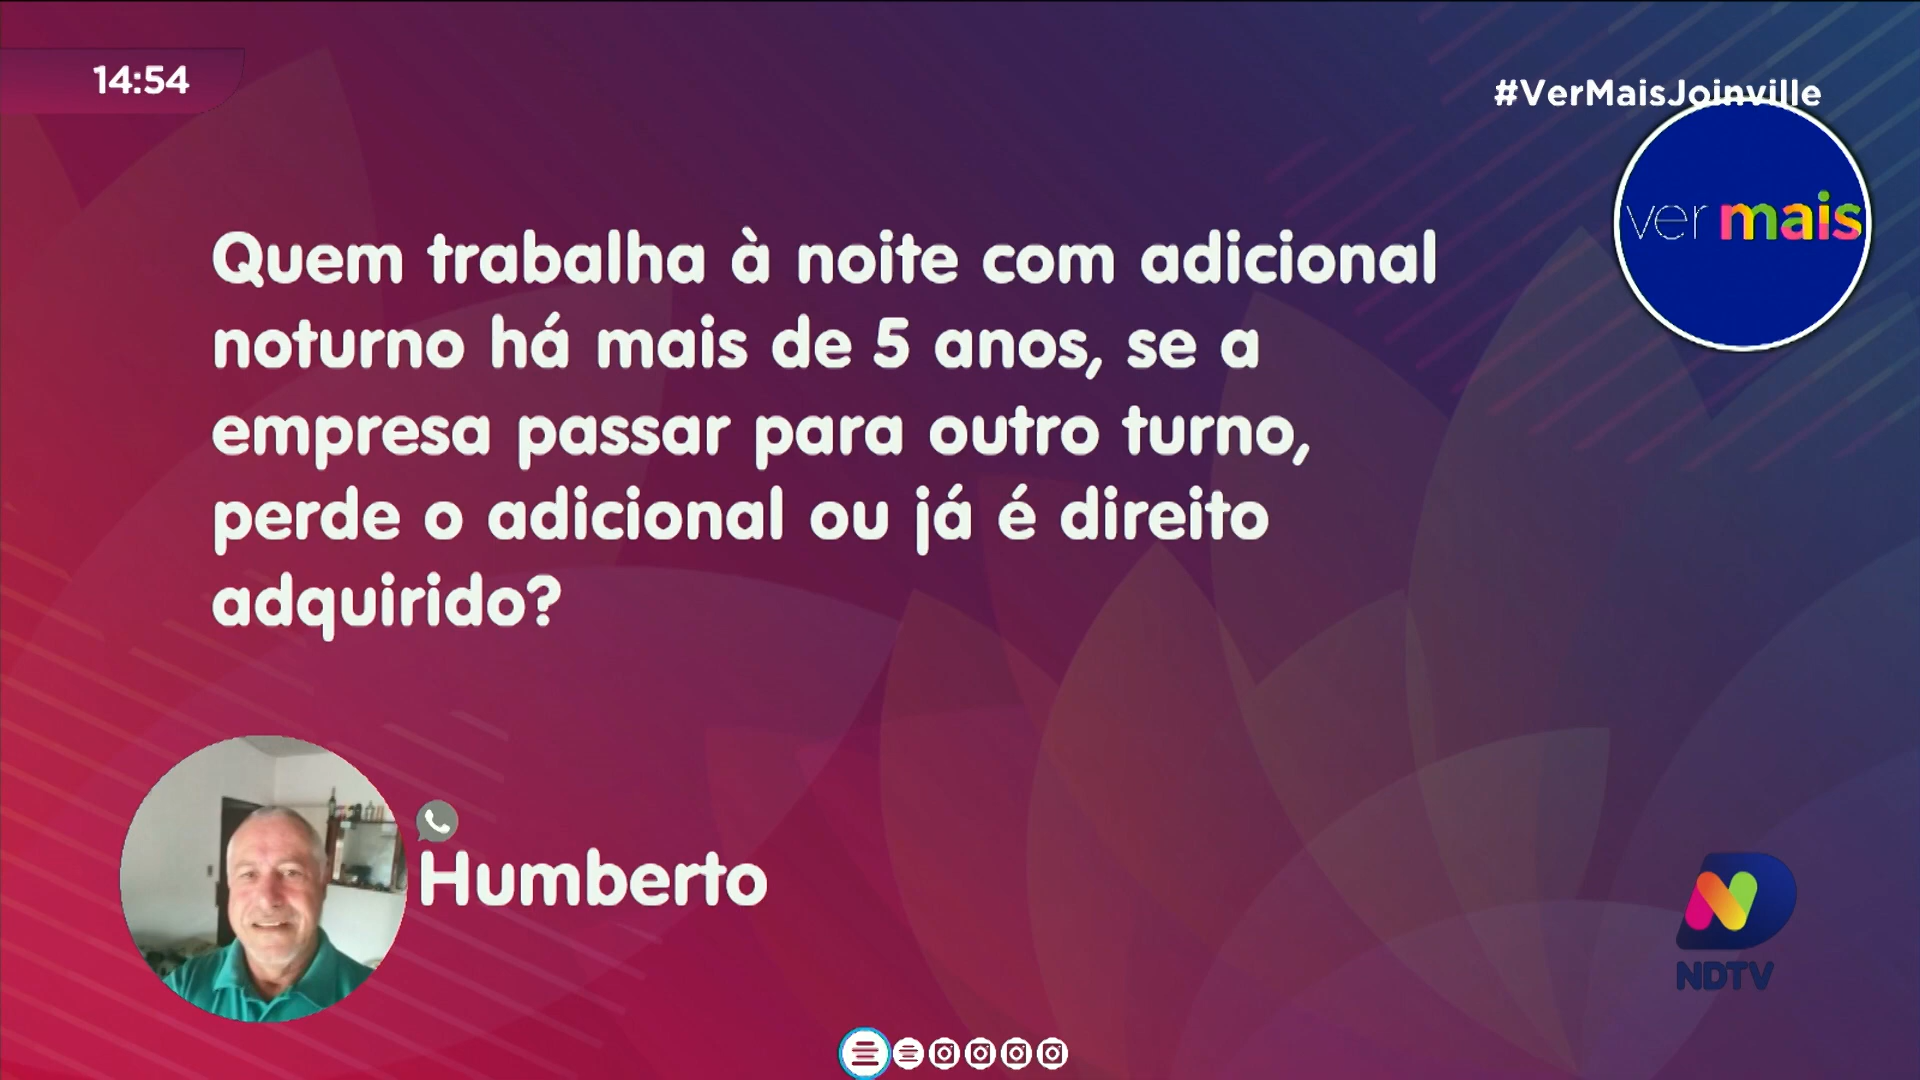 14:54
#VerMaisJoinville
ver mais
Quem trabalha à noite com adicional
noturno há mais de 5 anos, se a
empresa passar para outro turno,
perde o adicional ou já é direito
adquirido?
Humberto
NDTV